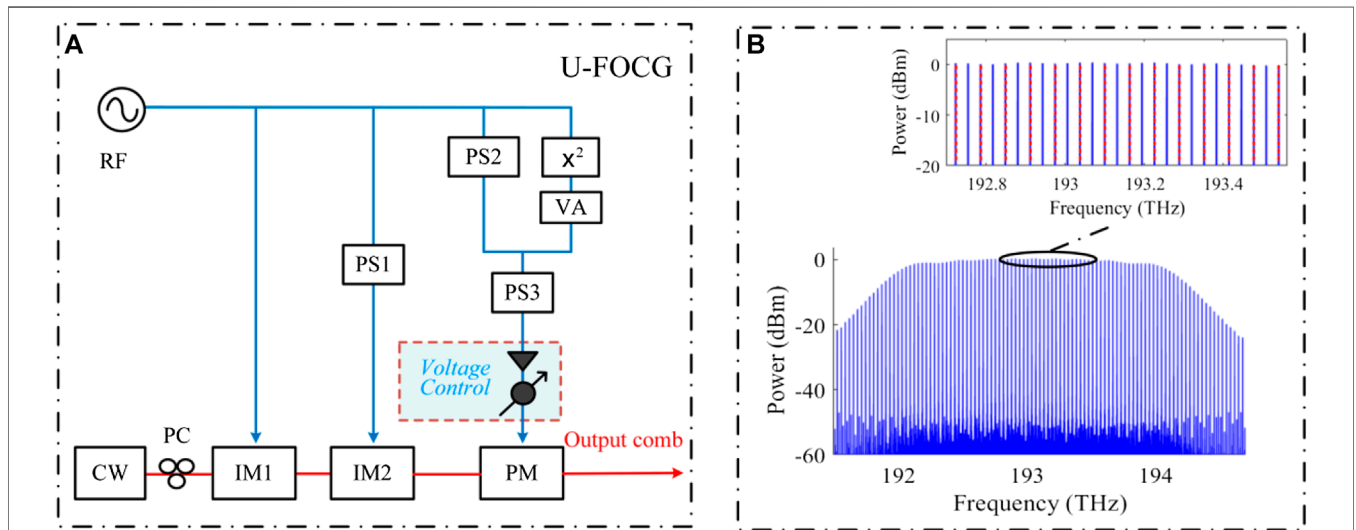 A
U-FOCG
RF
PS2
x²
VA
PS1
PS3
Voltage
Control
PC
Output comb
CW
IM1
IM2
PM
B
Power (dBm)
0
-10
-20
192.8
193
193.2
193.4
Frequency (THz)
Power (dBm)
0
-20
-40
-60
192
193
194
Frequency (THz)